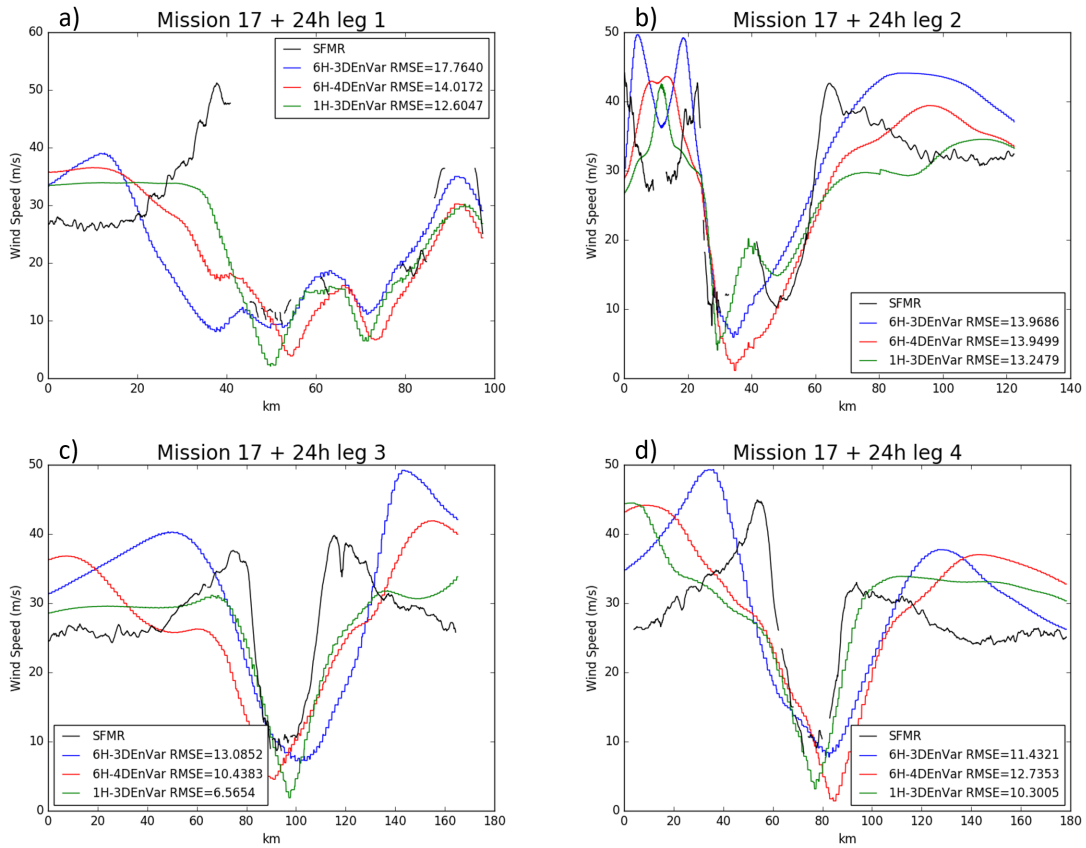 a)
Mission 17 + 24h leg 1
60
50
40
30
20
10
0
Wind Speed (m/s)
SFMR
6H-3DEnVar RMSE=17.7640
6H-4DEnVar RMSE=14.0172
1H-3DEnVar RMSE=12.6047
0 20 40 60 80 100
km
b)
Mission 17 + 24h leg 2
50
40
30
20
10
0
Wind Speed (m/s)
SFMR
6H-3DEnVar RMSE=13.9686
6H-4DEnVar RMSE=13.9499
1H-3DEnVar RMSE=13.2479
0 20 40 60 80 100 120 140
km
c)
Mission 17 + 24h leg 3
50
40
30
20
10
0
Wind Speed (m/s)
SFMR
6H-3DEnVar RMSE=13.0852
6H-4DEnVar RMSE=10.4383
1H-3DEnVar RMSE=6.5654
0 20 40 60 80 100 120 140 160 180
km
d)
Mission 17 + 24h leg 4
50
40
30
20
10
0
Wind Speed (m/s)
SFMR
6H-3DEnVar RMSE=11.4321
6H-4DEnVar RMSE=12.7353
1H-3DEnVar RMSE=10.3005
0 20 40 60 80 100 120 140 160 180
km